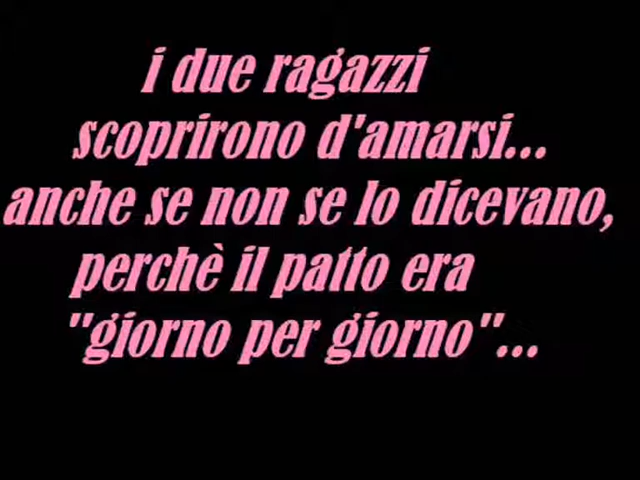 i due ragazzi
scoprirono d'amarsi...
anche se non se lo dicevano,
perchè il patto era
"giorno per giorno"...